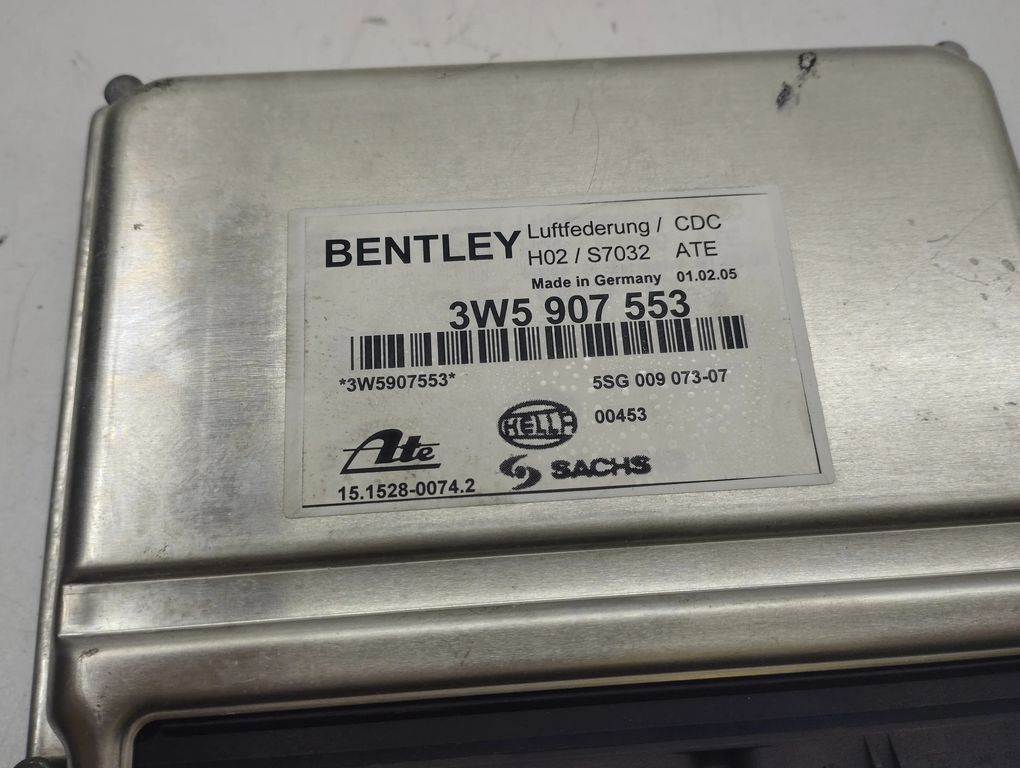 BENTLEY Luftfederung / CDC
H02 / S7032 ATE
Made in Germany 01.02.05
3W5 907 553
*3W5907553* 5SG 009 073-07
HELLA 00453
Ate SACHS
15.1528-0074.2